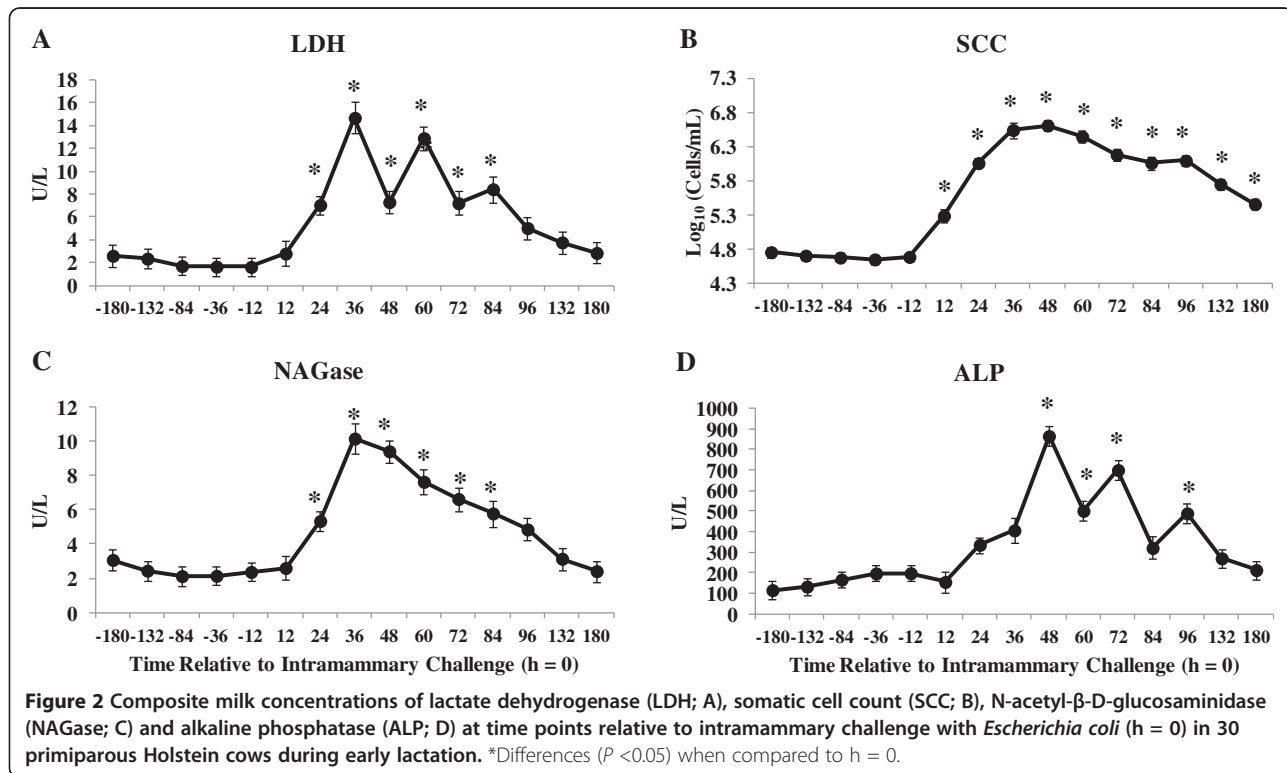 A
LDH
U/L
18
16
14
12
10
8
6
4
2
0
* * * * * *
-180 -132 -84 -36 -12 12 24 36 48 60 72 84 96 132 180
B
SCC
Log10 (Cells/mL)
7.3
6.8
6.3
5.8
5.3
4.8
4.3
* * * * * * * * * *
-180 -132 -84 -36 -12 12 24 36 48 60 72 84 96 132 180
C
NAGase
U/L
12
10
8
6
4
2
0
* * * * * *
-180 -132 -84 -36 -12 12 24 36 48 60 72 84 96 132 180
Time Relative to Intramammary Challenge (h = 0)
D
ALP
U/L
1000
900
800
700
600
500
400
300
200
100
0
* * * *
-180 -132 -84 -36 -12 12 24 36 48 60 72 84 96 132 180
Time Relative to Intramammary Challenge (h = 0)
Figure 2 Composite milk concentrations of lactate dehydrogenase (LDH; A), somatic cell count (SCC; B), N-acetyl-β-D-glucosaminidase
(NAGase; C) and alkaline phosphatase (ALP; D) at time points relative to intramammary challenge with Escherichia coli (h = 0) in 30
primiparous Holstein cows during early lactation. *Differences (P <0.05) when compared to h = 0.